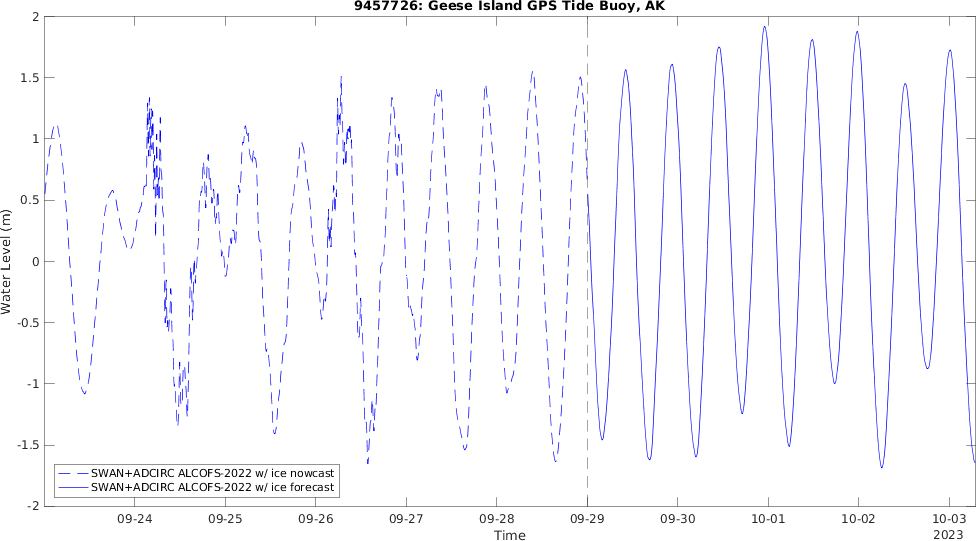 9457726: Geese Island GPS Tide Buoy, AK
2
1.5
1
0.5
0
-0.5
-1
-1.5
-2
Water Level (m)
SWAN+ADCIRC ALCOFS-2022 w/ ice nowcast
SWAN+ADCIRC ALCOFS-2022 w/ ice forecast
09-24 09-25 09-26 09-27 09-28 09-29 09-30 10-01 10-02 10-03
2023
Time